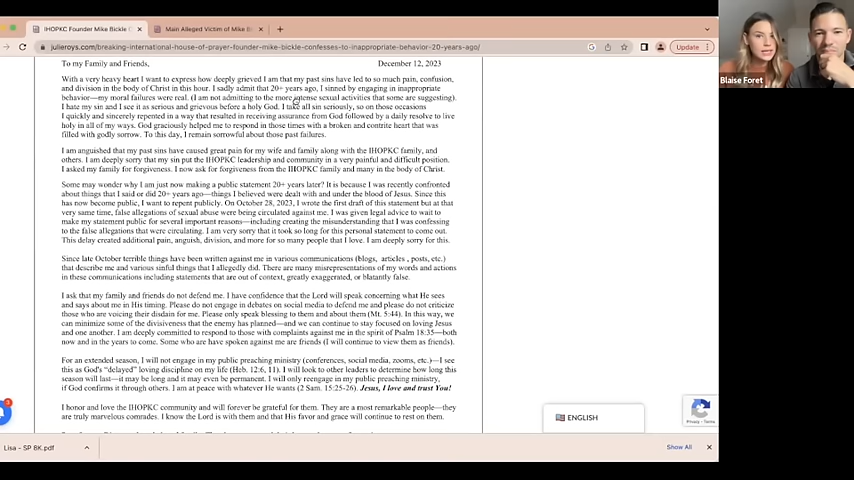 IHOPKC Founder Mike Bickle C
Main Alleged Victim of Mike B
julieroys.com/breaking-international-house-of-prayer-founder-mike-bickle-confesses-to-inappropriate-behavior-20-years-ago/
Update
Blaise Foret
To my Family and Friends, December 12, 2023
With a very heavy heart I want to express how deeply grieved I am that my past sins have led to so much pain, confusion,
and division in the body of Christ in this hour. I sadly admit that 20+ years ago, I sinned by engaging in inappropriate
behavior—my moral failures were real. (I am not admitting to the more intense sexual activities that some are suggesting).
I hate my sin and I see it as serious and grievous before a holy God. I take all sin seriously, so on those occasions
I quickly and sincerely repented in a way that resulted in receiving assurance from God followed by a daily resolve to live
holy in all of my ways. God graciously helped me to respond in those times with a broken and contrite heart that was
filled with godly sorrow. To this day, I remain sorrowful about those past failures.
I am anguished that my past sins have caused great pain for my wife and family along with the IHOPKC family, and
others. I am deeply sorry that my sin put the IHOPKC leadership and community in a very painful and difficult position.
I asked my family for forgiveness. I now ask for forgiveness from the IHOPKC family and many in the body of Christ.
Some may wonder why I am just now making a public statement 20+ years later? It is because I was recently confronted
about things that I said or did 20+ years ago—things I believed were dealt with and under the blood of Jesus. Since this
has now become public, I want to repent publicly. On October 28, 2023, I wrote the first draft of this statement but at that
very same time, false allegations of sexual abuse were being circulated against me. I was given legal advice to wait to
make my statement public for several important reasons—including creating the misunderstanding that I was confessing
to the false allegations that were circulating. I am very sorry that it took so long for this personal statement to come out.
This delay created additional pain, anguish, division, and more for so many people that I love. I am deeply sorry for this.
Since late October terrible things have been written against me in various communications (blogs, articles , posts, etc.)
that describe me and various sinful things that I allegedly did. There are many misrepresentations of my words and actions
in these communications including statements that are out of context, greatly exaggerated, or blatantly false.
I ask that my family and friends do not defend me. I have confidence that the Lord will speak concerning what He sees
and says about me in His timing. Please do not engage in debates on social media to defend me and please do not criticize
those who are voicing their disdain for me. Please only speak blessing to them and about them (Mt. 5:44). In this way, we
can minimize some of the divisiveness that the enemy has planned—and we can continue to stay focused on loving Jesus
and one another. I am deeply committed to respond to those with complaints against me in the spirit of Psalm 18:35—both
now and in the years to come. Some who are have spoken against me are friends (I will continue to view them as friends).
For an extended season, I will not engage in my public preaching ministry (conferences, social media, zooms, etc.)—I see
this as God's “delayed” loving discipline on my life (Heb. 12:6, 11). I will look to other leaders to determine how long this
season will last—it may be long and it may even be permanent. I will only reengage in my public preaching ministry,
if God confirms it through others. I am at peace with whatever He wants (2 Sam. 15:25-26). Jesus, I love and trust You!
I honor and love the IHOPKC community and will forever be grateful for them. They are a most remarkable people—they
are truly marvelous comrades. I know the Lord is with them and that His favor and grace will continue to rest on them.
ENGLISH
Privacy - Terms
3
Lisa – SP 8K.pdf
Show All